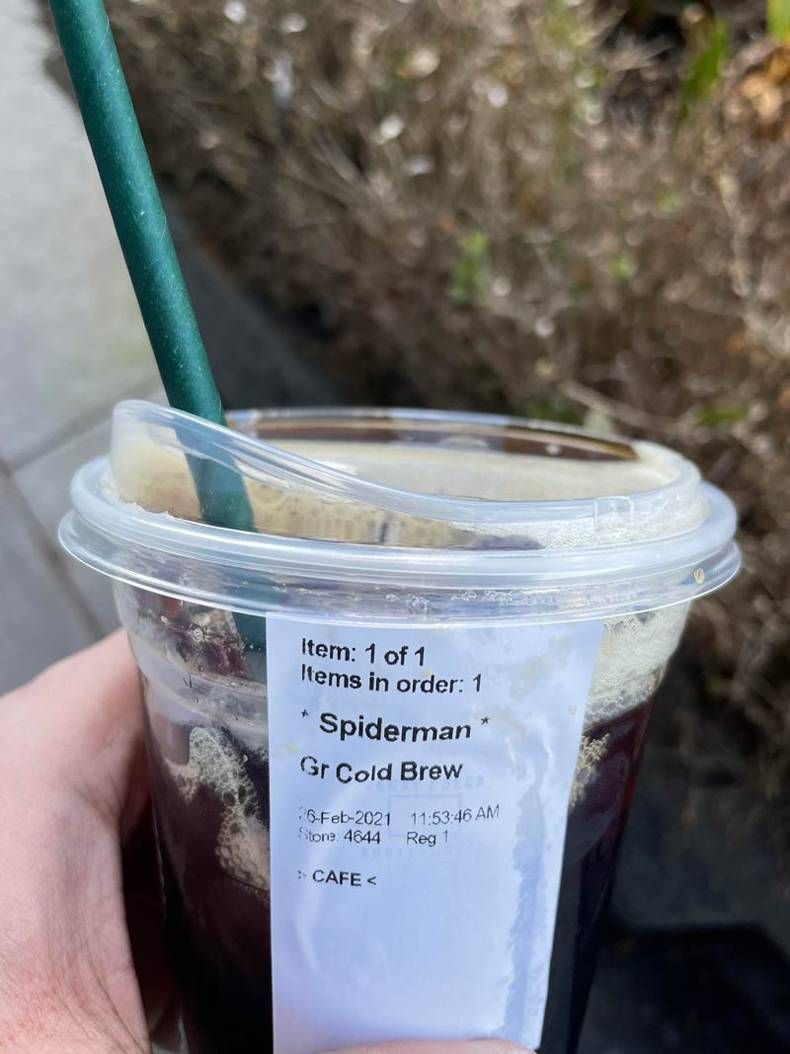 Item: 1 of 1
Items in order: 1
* Spiderman *
Gr Cold Brew
26-Feb-2021 11:53:46 AM
Store: 4644 Reg 1
> CAFE <